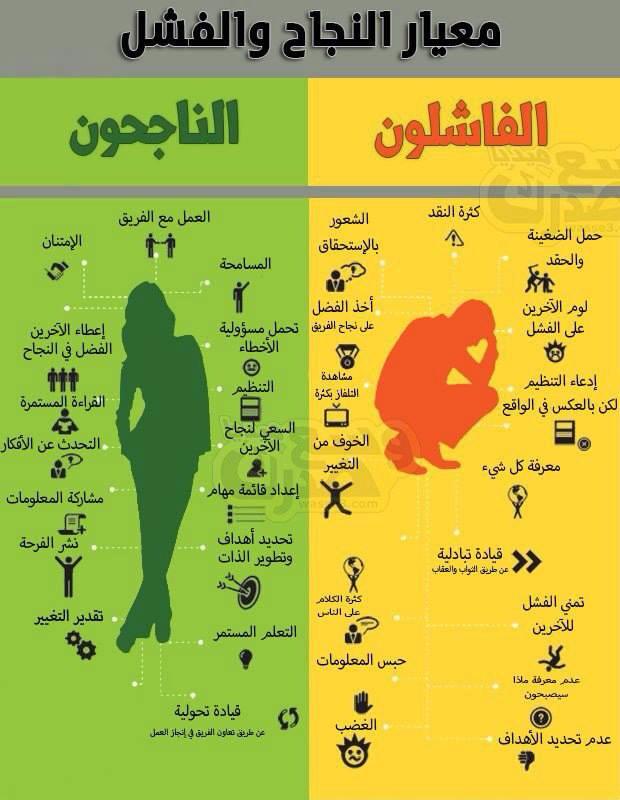 معيار النجاح والفشل
الفاشلون
كثرة النقد
الشعور
بالإستحقاق
حمل الضغينة
والحقد
أخذ الفضل
على نجاح الفريق
لوم الآخرين
على الفشل
مشاهدة
التلفاز بكثرة
إدعاء التنظيم
لكن بالعكس في الواقع
الخوف من
التغيير
معرفة كل شيء
قيادة تبادلية
عن طريق الثواب والعقاب
كثرة الكلام
على الناس
تمني الفشل
للآخرين
حبس المعلومات
عدم معرفة ماذا
سيصبحون
الغضب
عدم تحديد الأهداف
الناجحون
العمل مع الفريق
الإمتنان
المسامحة
تحمل مسؤولية
الأخطاء
إعطاء الآخرين
الفضل في النجاح
التنظيم
القراءة المستمرة
السعي لنجاح
الآخرين
التحدث عن الأفكار
إعداد قائمة مهام
مشاركة المعلومات
تحديد أهداف
وتطوير الذات
نشر الفرحة
تقدير التغيير
التعلم المستمر
قيادة تحولية
عن طريق تعاون الفريق في إنجاز العمل